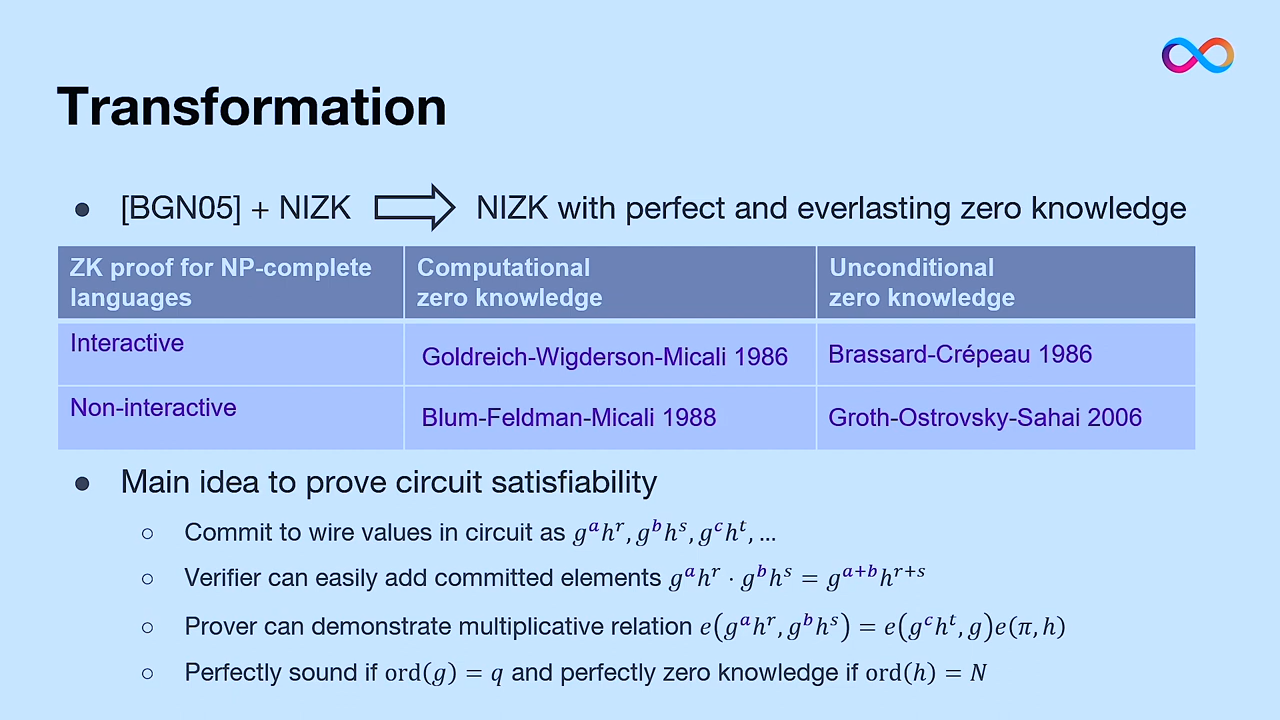 Transformation
● [BGN05] + NIZK ⇒ NIZK with perfect and everlasting zero knowledge
ZK proof for NP-complete languages | Computational zero knowledge | Unconditional zero knowledge
Interactive | Goldreich-Wigderson-Micali 1986 | Brassard-Crépeau 1986
Non-interactive | Blum-Feldman-Micali 1988 | Groth-Ostrovsky-Sahai 2006
● Main idea to prove circuit satisfiability
○ Commit to wire values in circuit as $g^a h^r, g^b h^s, g^c h^t, …$
○ Verifier can easily add committed elements $g^a h^r \cdot g^b h^s = g^{a+b} h^{r+s}$
○ Prover can demonstrate multiplicative relation $e(g^a h^r, g^b h^s) = e(g^c h^t, g)e(\pi, h)$
○ Perfectly sound if ord(g) = q and perfectly zero knowledge if ord(h) = N